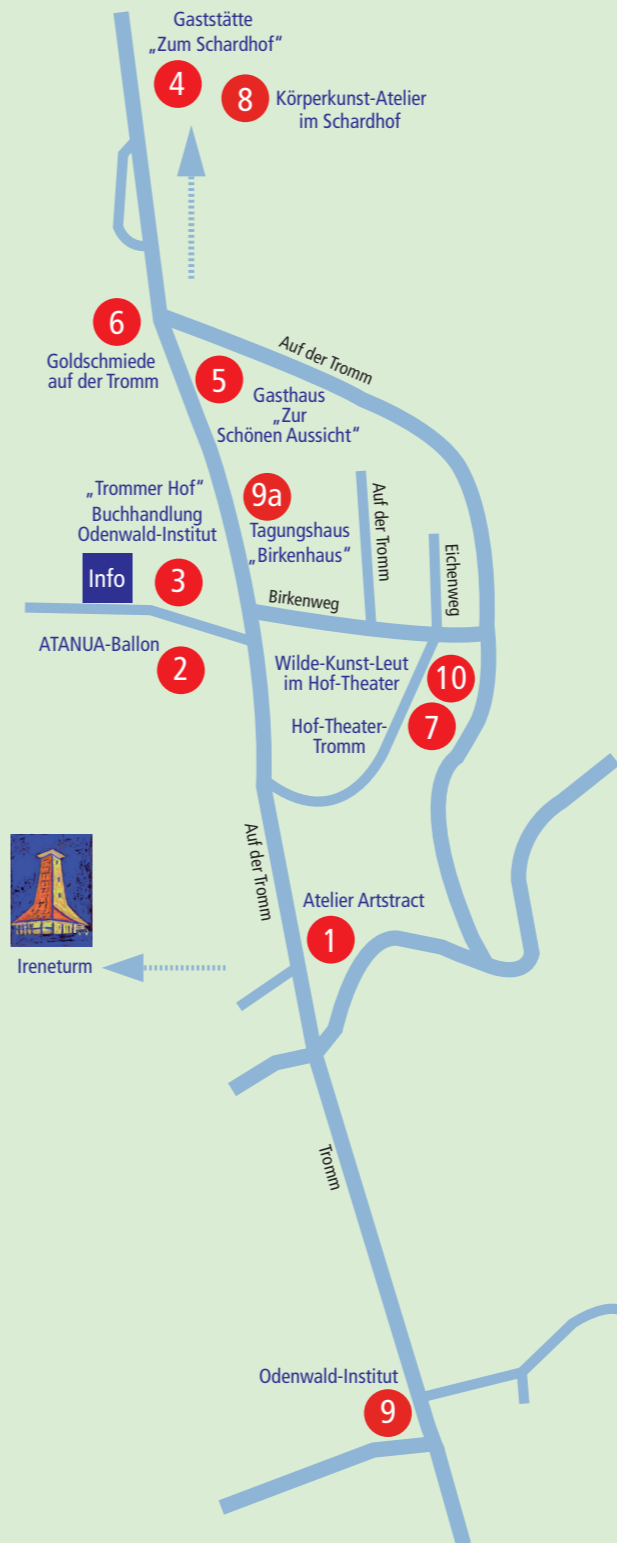 Gaststätte
„Zum Schardhof“
4
8
Körperkunst-Atelier
im Schardhof
6
Goldschmiede
auf der Tromm
Auf der Tromm
5
Gasthaus
„Zur
Schönen Aussicht“
„Trommer Hof“
Buchhandlung
Odenwald-Institut
9a
Tagungshaus
„Birkenhaus“
Auf der Tromm
Eichenweg
Info
3
Birkenweg
ATANUA-Ballon
2
Wilde-Kunst-Leut
im Hof-Theater
10
Hof-Theater-
Tromm
7
Auf der Tromm
Atelier Artstract
1
Ireneturm
Tromm
Odenwald-Institut
9